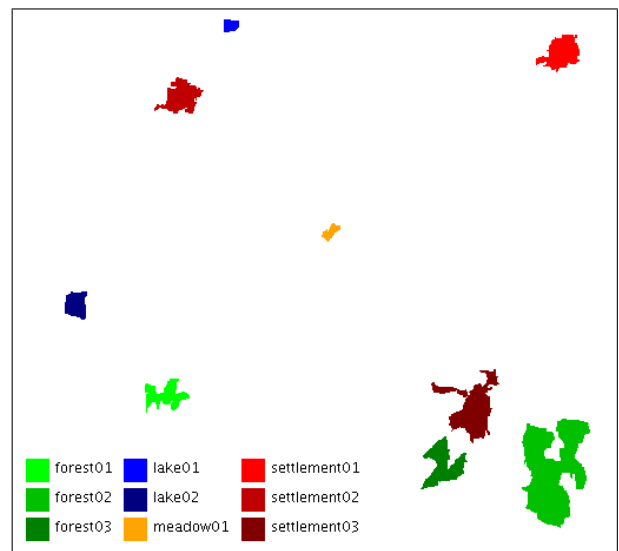 forest01 lake01 settlement01
forest02 lake02 settlement02
forest03 meadow01 settlement03